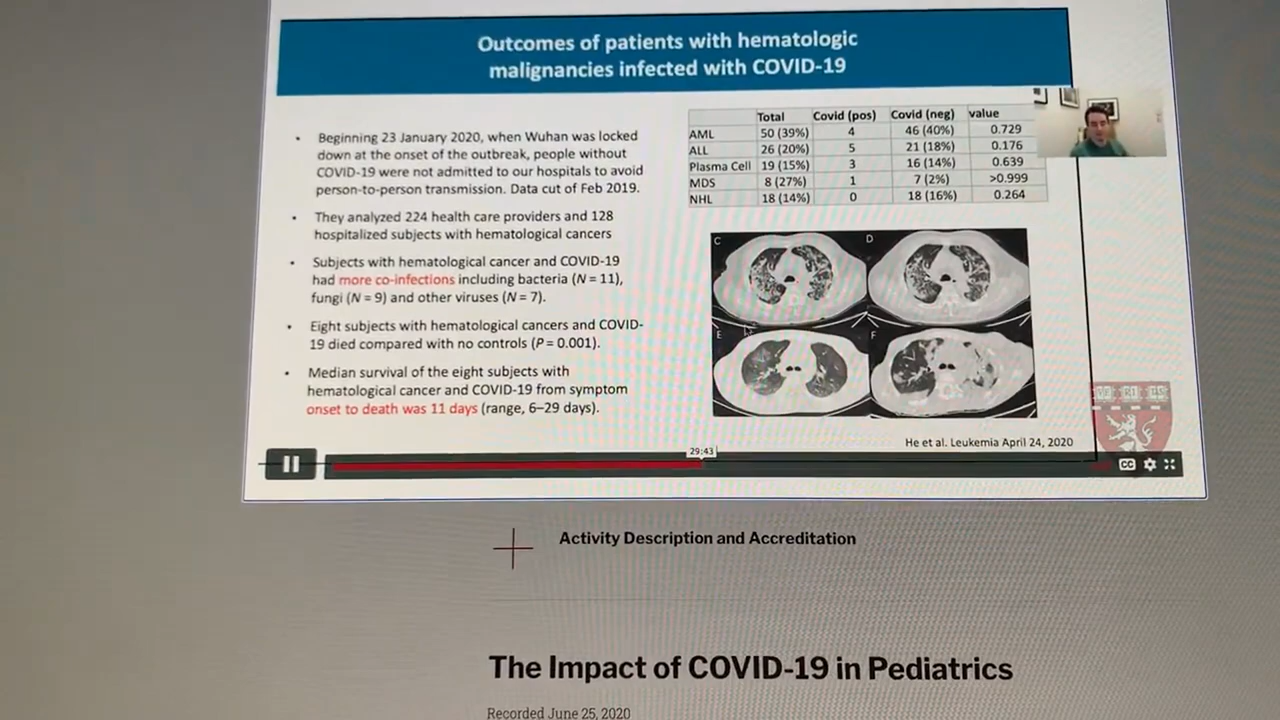 Outcomes of patients with hematologic
malignancies infected with COVID-19
• Beginning 23 January 2020, when Wuhan was locked
down at the onset of the outbreak, people without
COVID-19 were not admitted to our hospitals to avoid
person-to-person transmission. Data cut of Feb 2019.
• They analyzed 224 health care providers and 128
hospitalized subjects with hematological cancers
• Subjects with hematological cancer and COVID-19
had more co-infections including bacteria (N = 11),
fungi (N = 9) and other viruses (N = 7).
• Eight subjects with hematological cancers and COVID-
19 died compared with no controls (P = 0.001).
• Median survival of the eight subjects with
hematological cancer and COVID-19 from symptom
onset to death was 11 days (range, 6–29 days).
Total Covid (pos) Covid (neg) value
AML 50 (39%) 4 46 (40%) 0.729
ALL 26 (20%) 5 21 (18%) 0.176
Plasma Cell 19 (15%) 3 16 (14%) 0.639
MDS 8 (27%) 1 7 (2%) >0.999
NHL 18 (14%) 0 18 (16%) 0.264
C D
E F
He et al. Leukemia April 24, 2020
29:43
CC
Activity Description and Accreditation
The Impact of COVID-19 in Pediatrics
Recorded June 25, 2020